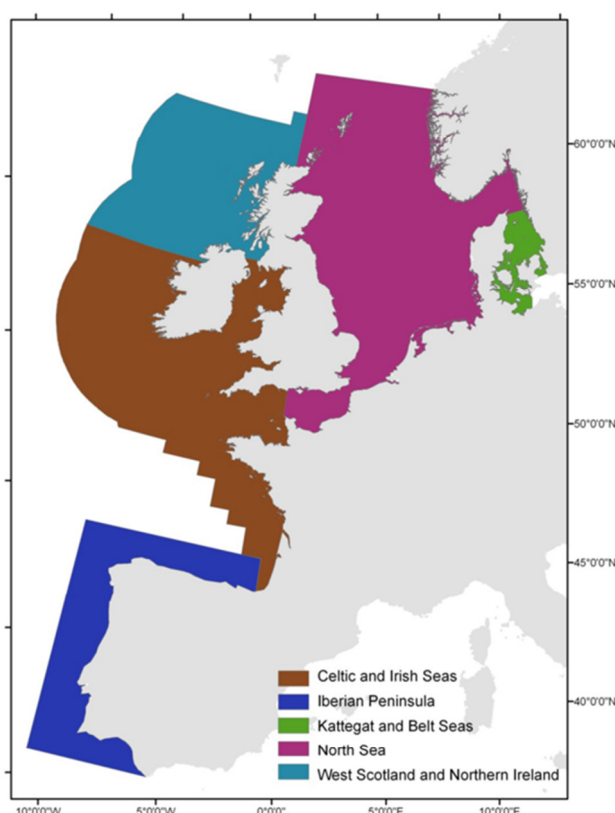 60°0'0"N
55°0'0"N
50°0'0"N
45°0'0"N
Celtic and Irish Seas
Iberian Peninsula
40°0'0"N
Kattegat and Belt Seas
North Sea
West Scotland and Northern Ireland
10°0'0"W 5°0'0"W 0°0'0"E 5°0'0"E 10°0'0"E